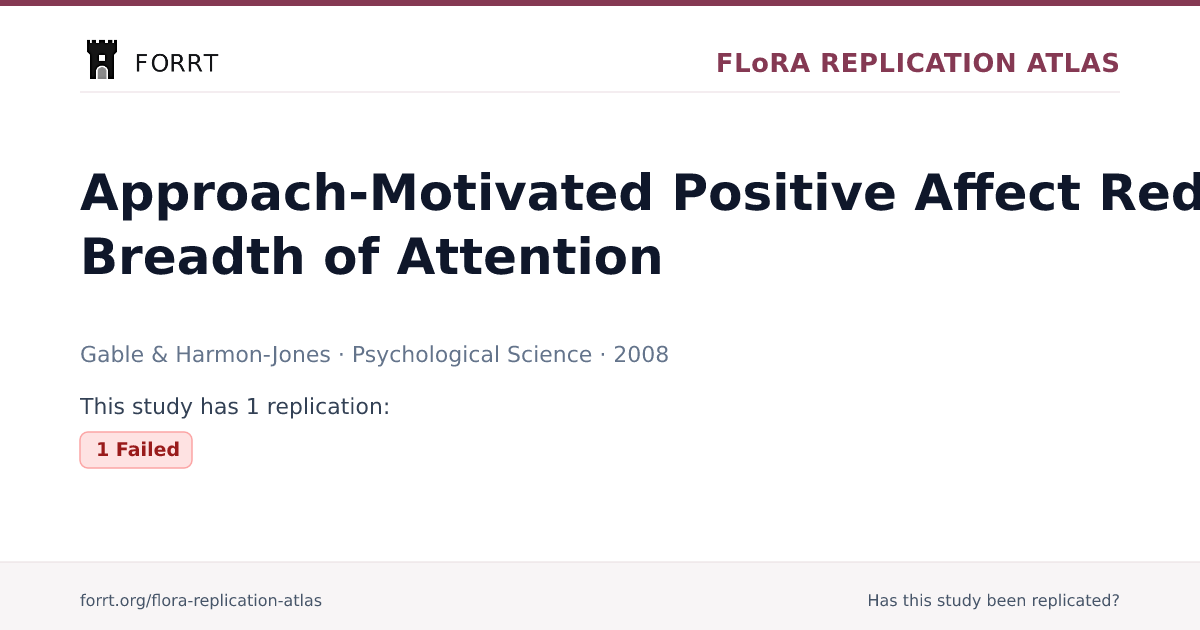 FORRT
FLoRA REPLICATION ATLAS
Approach-Motivated Positive Affect Red
Breadth of Attention
Gable & Harmon-Jones · Psychological Science · 2008
This study has 1 replication:
1 Failed
forrt.org/flora-replication-atlas
Has this study been replicated?